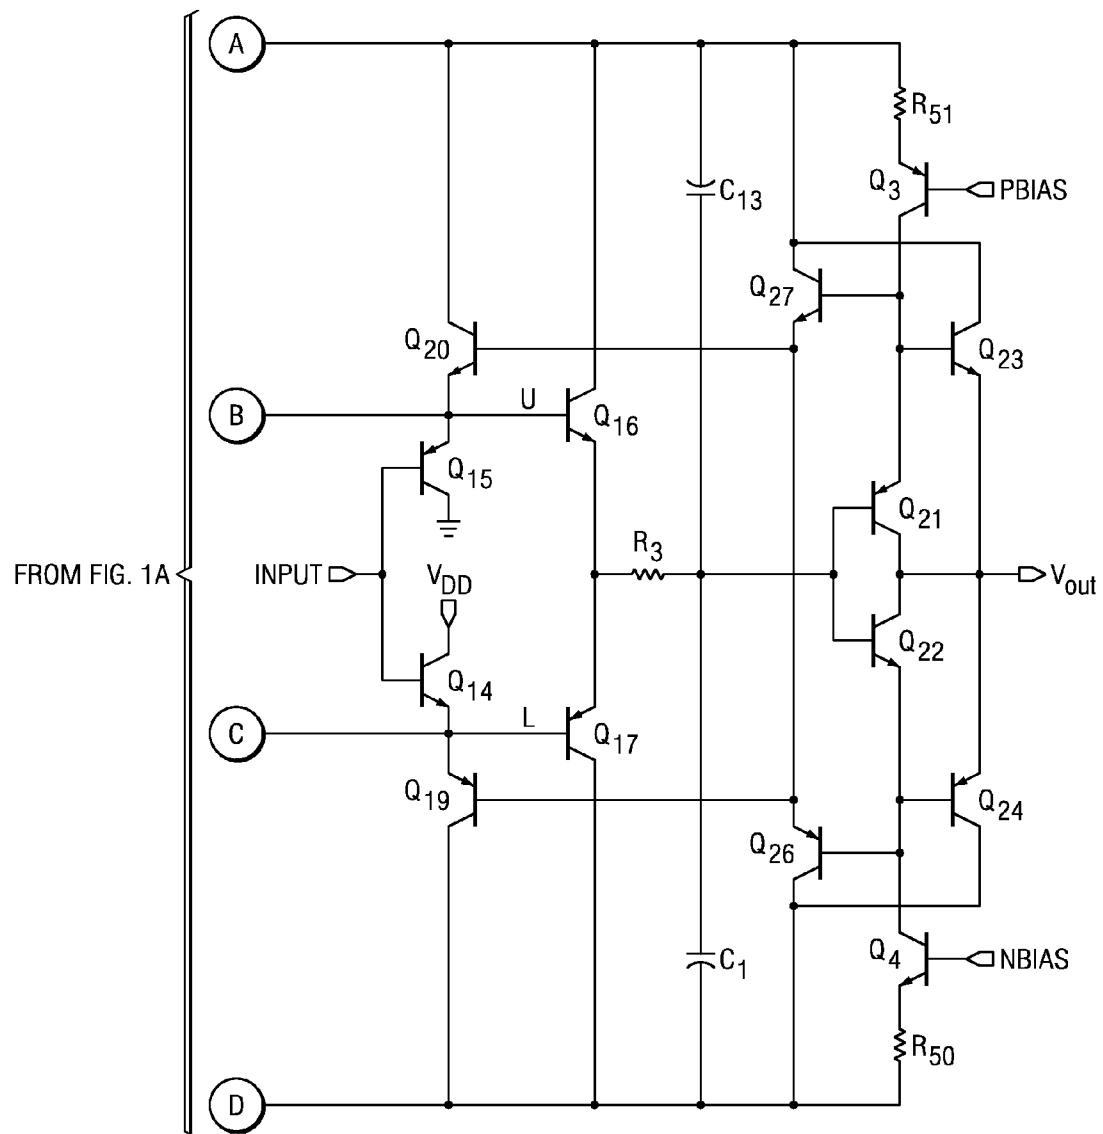 A
R51
Q3
PBIAS
C13
Q27
Q20
Q23
B
U
Q16
Q15
Q21
R3
FROM FIG. 1A
INPUT
VDD
Vout
Q22
Q14
C
L
Q17
Q19
Q24
Q26
Q4
NBIAS
C1
R50
D